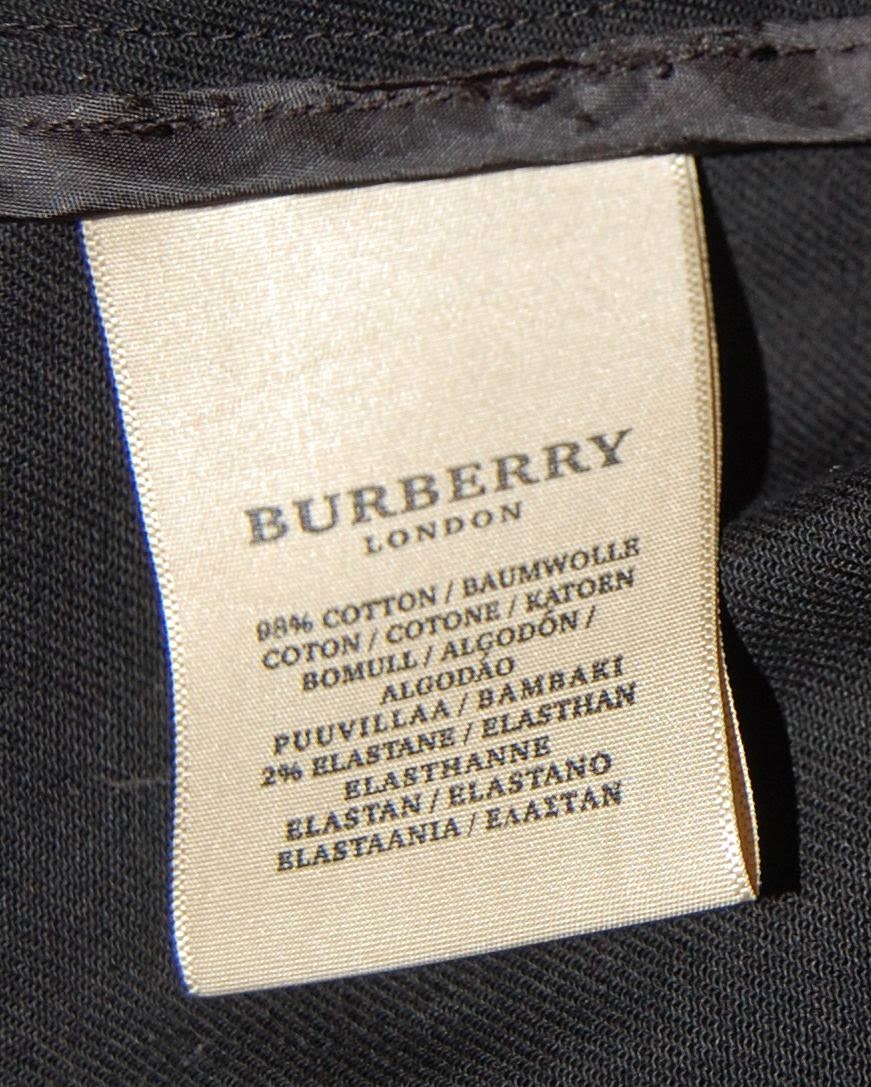 BURBERRY
LONDON
98% COTTON / BAUMWOLLE
COTON / COTONE / KATOEN
BOMULL / ALGODÓN /
ALGODÃO
PUUVILLAA / BAMBAKI
2% ELASTANE / ELASTHAN
ELASTHANNE
ELASTAN / ELASTANO
ELASTAANIA / ΕΛΑΣΤΑΝ